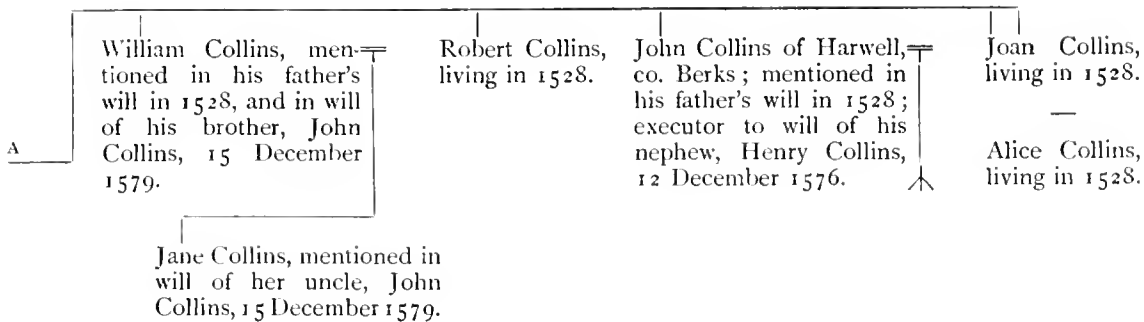 William Collins, men-
tioned in his father's
will in 1528, and in will
of his brother, John
Collins, 15 December
1579.
Robert Collins,
living in 1528.
John Collins of Harwell,
co. Berks; mentioned in
his father's will in 1528;
executor to will of his
nephew, Henry Collins,
12 December 1576.
Joan Collins,
living in 1528.
—
Alice Collins,
living in 1528.
A
Jane Collins, mentioned in
will of her uncle, John
Collins, 15 December 1579.